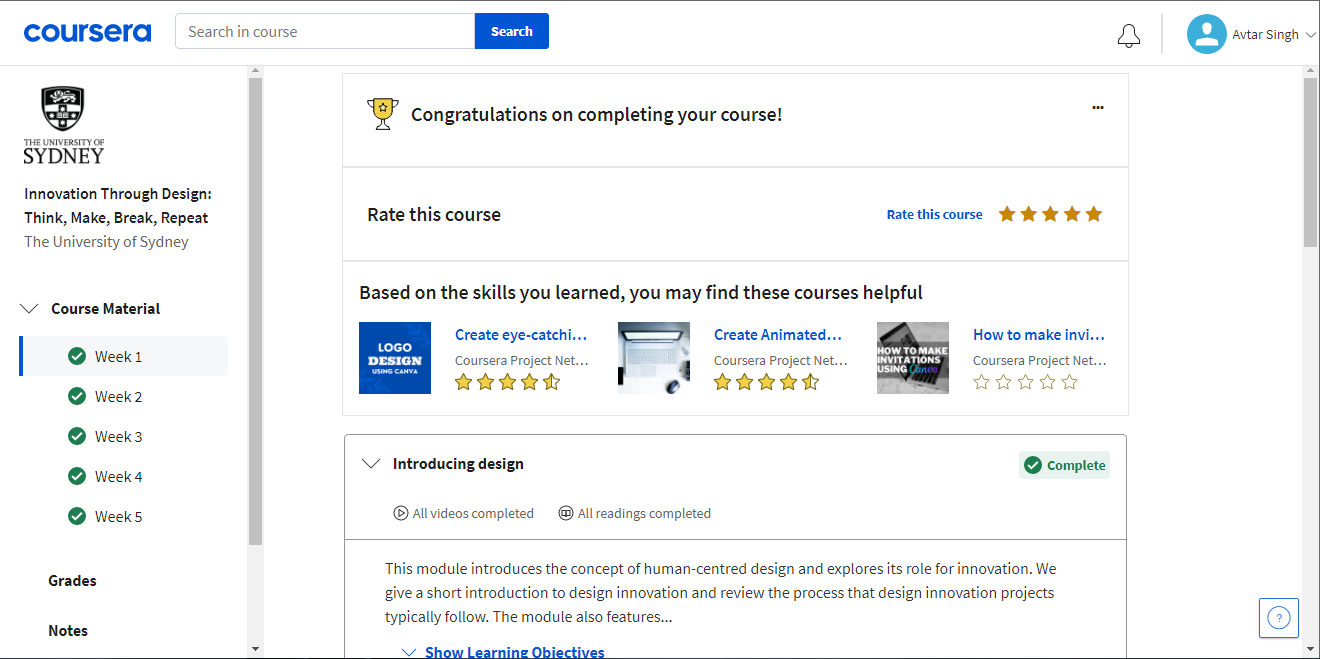 coursera
Search in course
Search
Avtar Singh
THE UNIVERSITY OF
SYDNEY
Innovation Through Design:
Think, Make, Break, Repeat
The University of Sydney
Course Material
Week 1
Week 2
Week 3
Week 4
Week 5
Grades
Notes
Congratulations on completing your course!
...
Rate this course
Rate this course
Based on the skills you learned, you may find these courses helpful
LOGO
DESIGN
USING CANVA
Create eye-catchi...
Coursera Project Net...
Create Animated...
Coursera Project Net...
HOW TO MAKE
INVITATIONS
USING Canva
How to make invi...
Coursera Project Net...
Introducing design
Complete
All videos completed
All readings completed
This module introduces the concept of human-centred design and explores its role for innovation. We
give a short introduction to design innovation and review the process that design innovation projects
typically follow. The module also features...
Show Learning Objectives
?